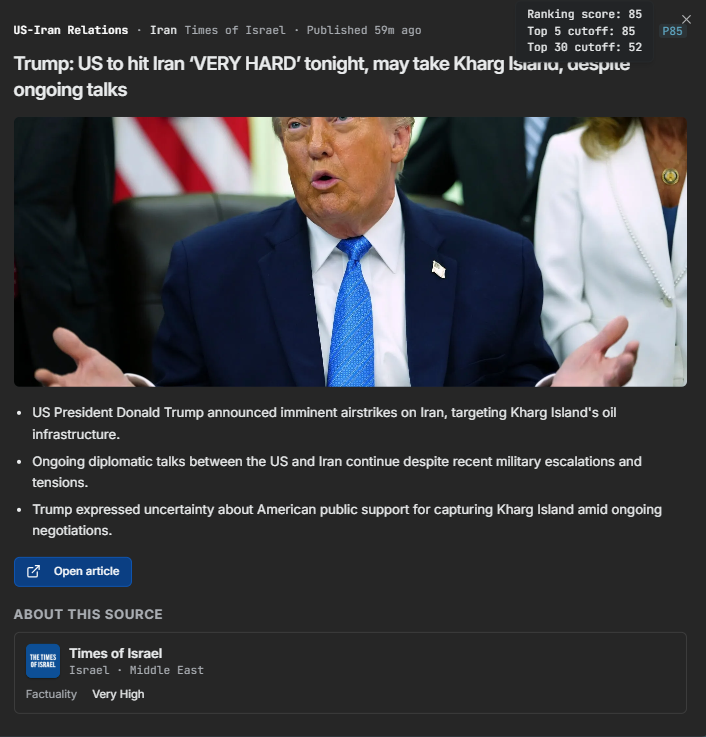 Ranking score: 85
Top 5 cutoff: 85
Top 30 cutoff: 52
P85
US-Iran Relations · Iran Times of Israel · Published 59m ago
Trump: US to hit Iran ‘VERY HARD’ tonight, may take Kharg Island, despite
ongoing talks
• US President Donald Trump announced imminent airstrikes on Iran, targeting Kharg Island's oil
infrastructure.
• Ongoing diplomatic talks between the US and Iran continue despite recent military escalations and
tensions.
• Trump expressed uncertainty about American public support for capturing Kharg Island amid ongoing
negotiations.
Open article
ABOUT THIS SOURCE
THE TIMES
OF ISRAEL
Times of Israel
Israel · Middle East
Factuality Very High